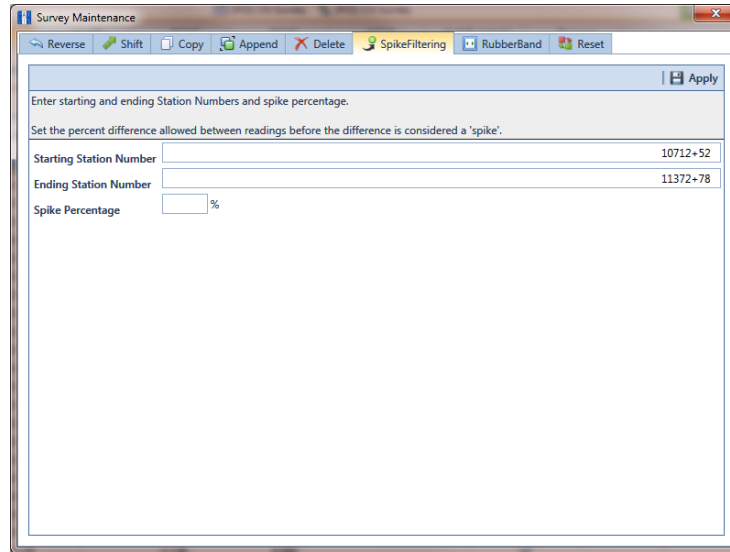 Survey Maintenance
Reverse Shift Copy Append Delete SpikeFiltering RubberBand Reset
Apply
Enter starting and ending Station Numbers and spike percentage.
Set the percent difference allowed between readings before the difference is considered a 'spike'.
Starting Station Number 10712+52
Ending Station Number 11372+78
Spike Percentage %